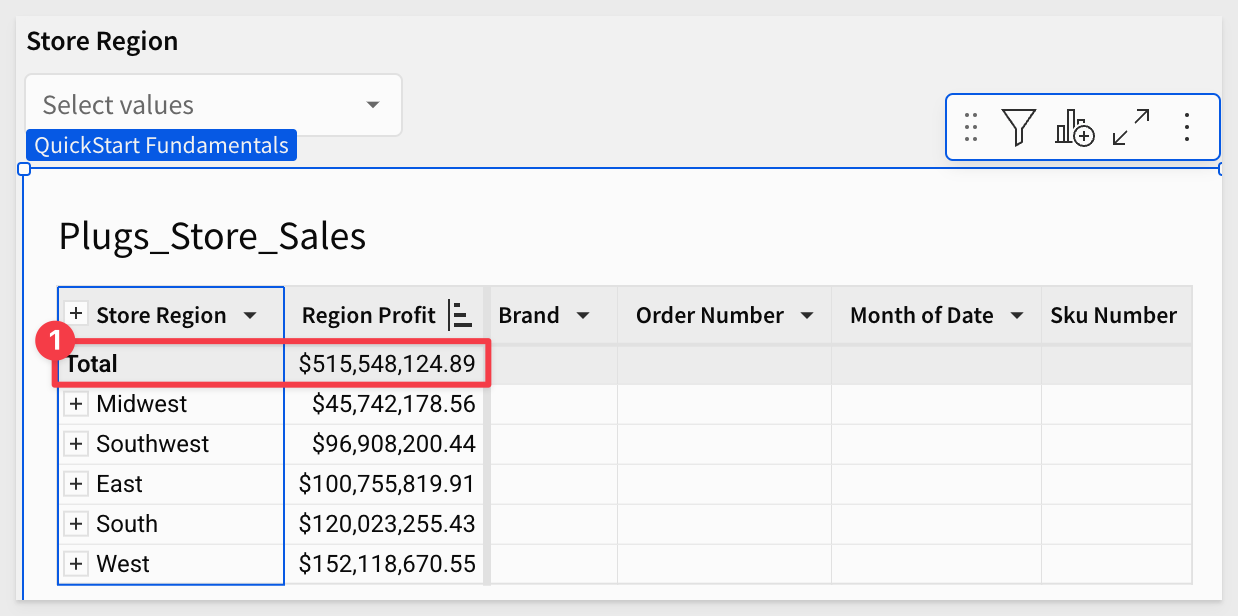 Store Region
Select values
QuickStart Fundamentals
Plugs_Store_Sales
Store Region Region Profit Brand Order Number Month of Date Sku Number
1
Total $515,548,124.89
Midwest $45,742,178.56
Southwest $96,908,200.44
East $100,755,819.91
South $120,023,255.43
West $152,118,670.55